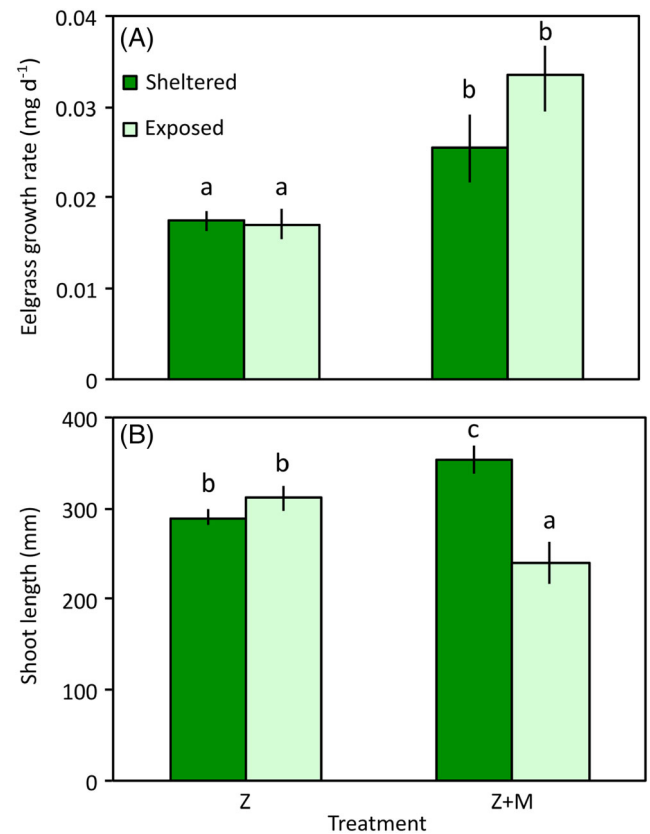 Eelgrass growth rate (mg d⁻¹)
0.04
0.03
0.02
0.01
0
(A)
Sheltered
Exposed
a
a
b
b
Shoot length (mm)
400
300
200
100
0
(B)
b
b
c
a
Z
Z+M
Treatment